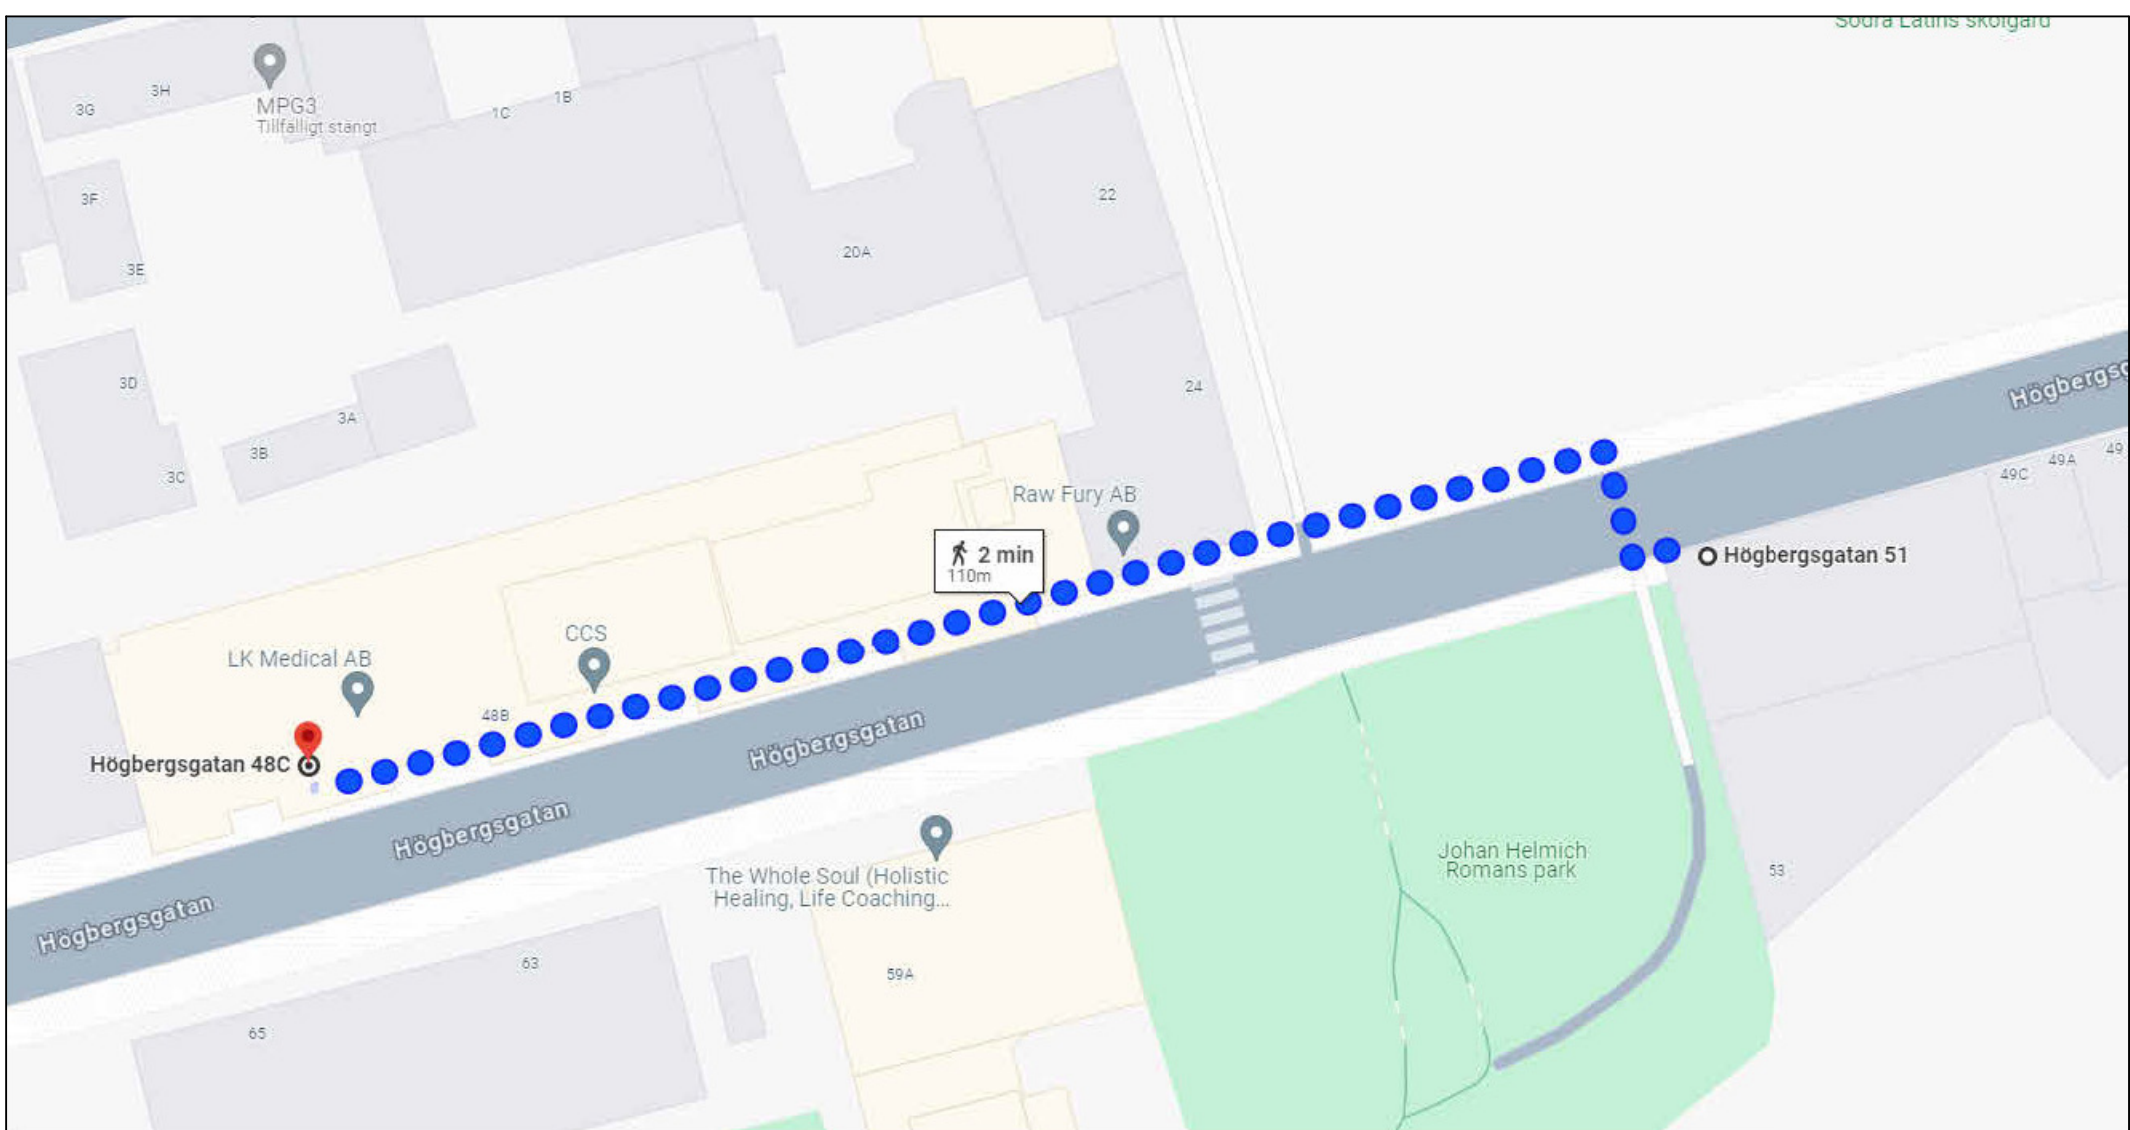 Södra Latins skolgård
3H
3G
MPG3
Tillfälligt stängt
1C
1B
3F
22
3E
20A
3D
24
3A
3B
3C
Högbergsg
49C
49A
49
Raw Fury AB
2 min
110m
Högbergsgatan 51
LK Medical AB
CCS
48B
Högbergsgatan 48C
Högbergsgatan
Högbergsgatan
Högbergsgatan
The Whole Soul (Holistic
Healing, Life Coaching...
Johan Helmich
Romans park
53
63
59A
65